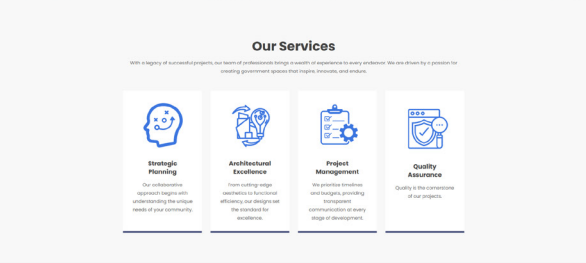 Our Services
With a legacy of successful projects, our team of professionals brings a wealth of experience to every endeavor. We are driven by a passion for
creating government spaces that inspire, innovate, and endure.
Strategic
Planning
Our collaborative
approach begins with
understanding the unique
needs of your community.
Architectural
Excellence
From cutting-edge
aesthetics to functional
efficiency, our designs set
the standard for
excellence.
Project
Management
We prioritize timelines
and budgets, providing
transparent
communication at every
stage of development.
Quality
Assurance
Quality is the cornerstone
of our projects.